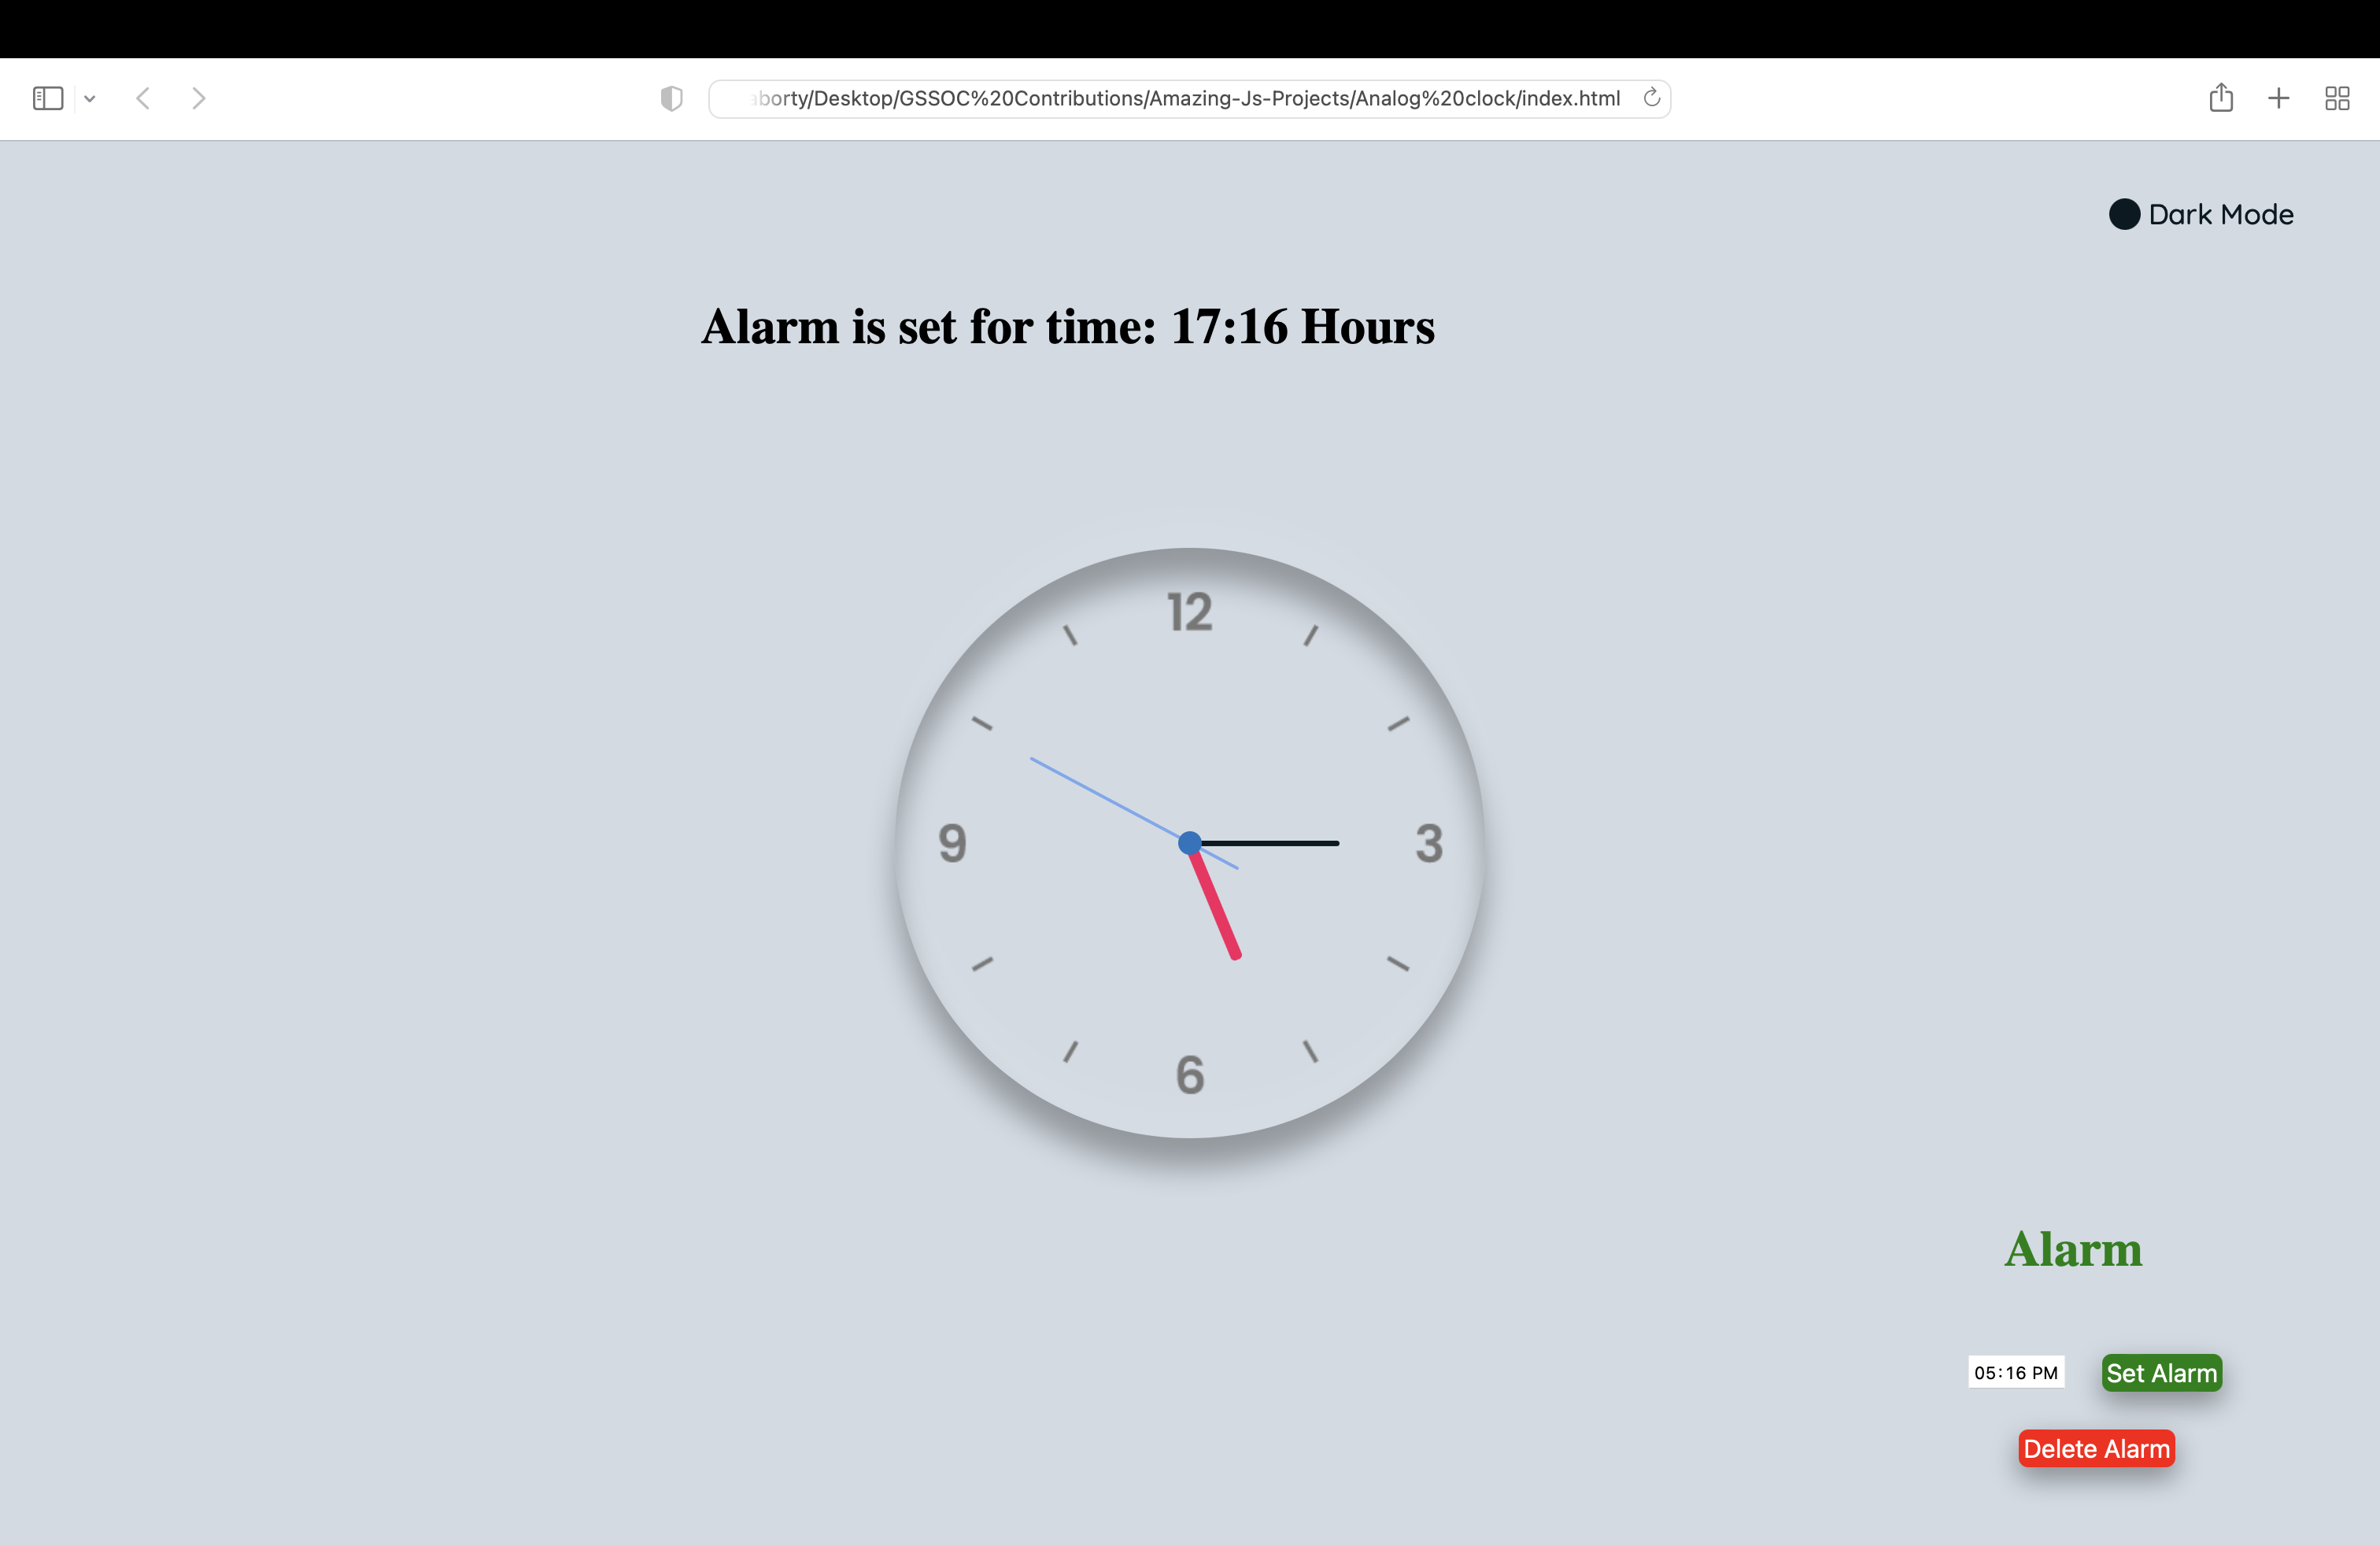 aborty/Desktop/GSSOC%20Contributions/Amazing-Js-Projects/Analog%20clock/index.html
Dark Mode
Alarm is set for time: 17:16 Hours
12
9
3
6
Alarm
05:16 PM
Set Alarm
Delete Alarm